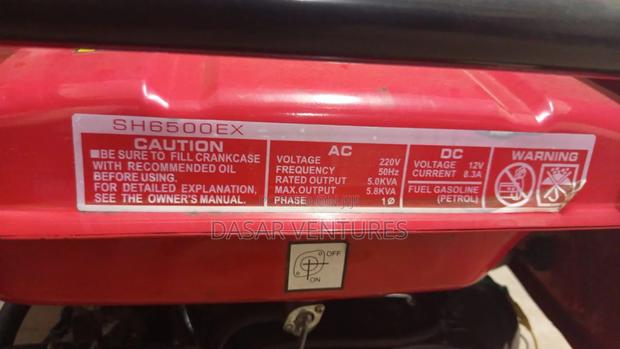 SH6500EX
CAUTION
■BE SURE TO FILL CRANKCASE
WITH RECOMMENDED OIL
BEFORE USING.
FOR DETAILED EXPLANATION,
SEE THE OWNER'S MANUAL.
AC
VOLTAGE 220V
FREQUENCY 50Hz
RATED OUTPUT 5.0KVA
MAX.OUTPUT 5.8KVA
PHASE 1Ø
DC
VOLTAGE 12V
CURRENT 8.3A
FUEL GASOLINE
(PETROL)
WARNING
DASAR VENTURES
OFF
ON